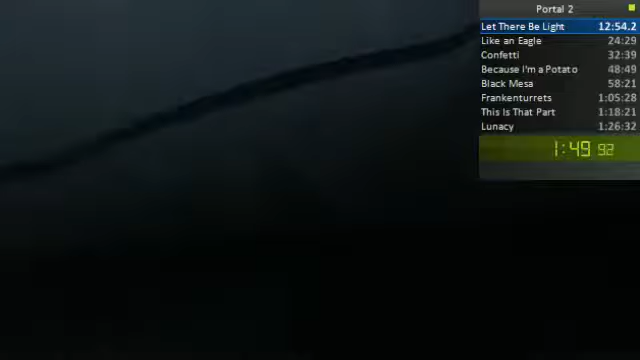 Portal 2
Let There Be Light 12:54.2
Like an Eagle 24:29
Confetti 32:39
Because I'm a Potato 48:49
Black Mesa 58:21
Frankenturrets 1:05:28
This Is That Part 1:18:21
Lunacy 1:26:32
1:49 92